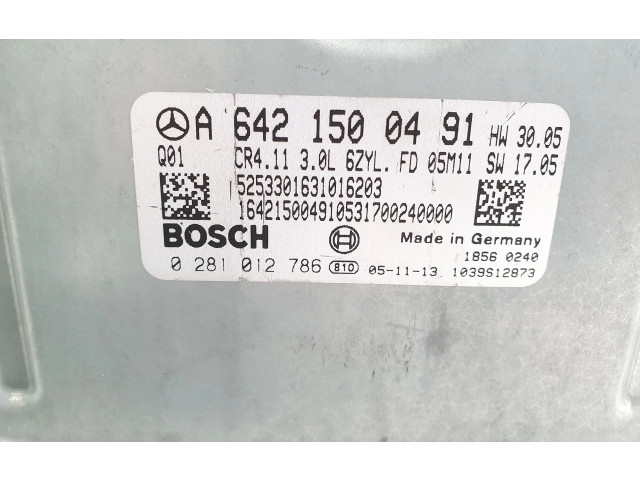 A 642 150 04 91 HW 30.05
Q01 CR4.11 3.0L 6ZYL. FD 05M11 SW 17.05
5253301631016203
164215004910531700240000
BOSCH Made in Germany
1856 0240
0 281 012 786 810 05-11-13 1039S12873